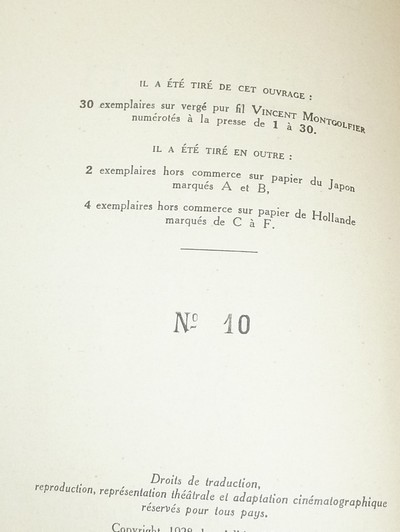 IL A ÉTÉ TIRÉ DE CET OUVRAGE :
30 exemplaires sur vergé pur fil VINCENT MONTGOLFIER
numérotés à la presse de 1 à 30.
IL A ÉTÉ TIRÉ EN OUTRE :
2 exemplaires hors commerce sur papier du Japon
marqués A et B,
4 exemplaires hors commerce sur papier de Hollande
marqués de C à F.
Nº 10
Droits de traduction,
reproduction, représentation théâtrale et adaptation cinématographique
réservés pour tous pays.
Copyright 1928